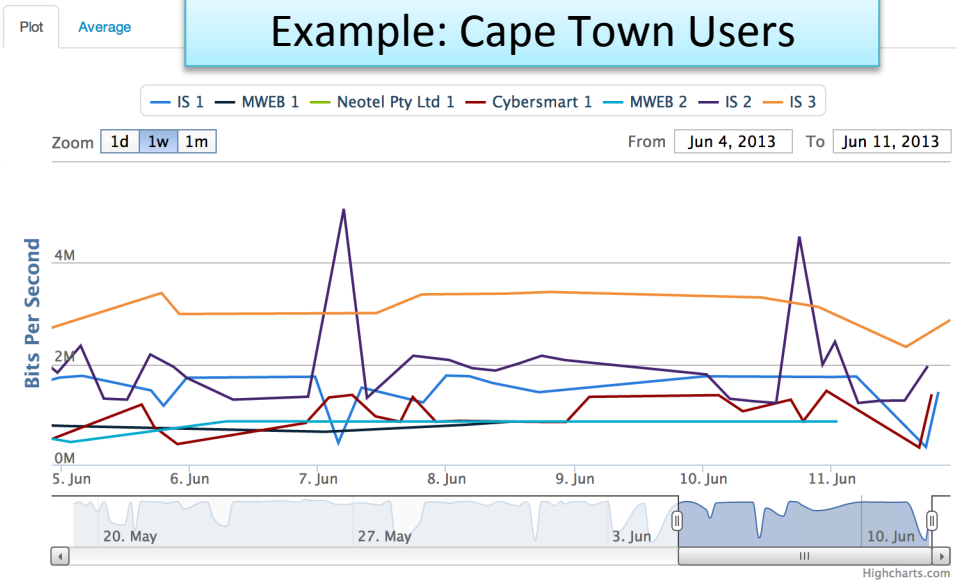 Plot Average
Example: Cape Town Users
IS 1 MWEB 1 Neotel Pty Ltd 1 Cybersmart 1 MWEB 2 IS 2 IS 3
Zoom 1d 1w 1m From Jun 4, 2013 To Jun 11, 2013
Bits Per Second
4M
2M
0M
5. Jun 6. Jun 7. Jun 8. Jun 9. Jun 10. Jun 11. Jun
20. May 27. May 3. Jun 10. Jun
Highcharts.com